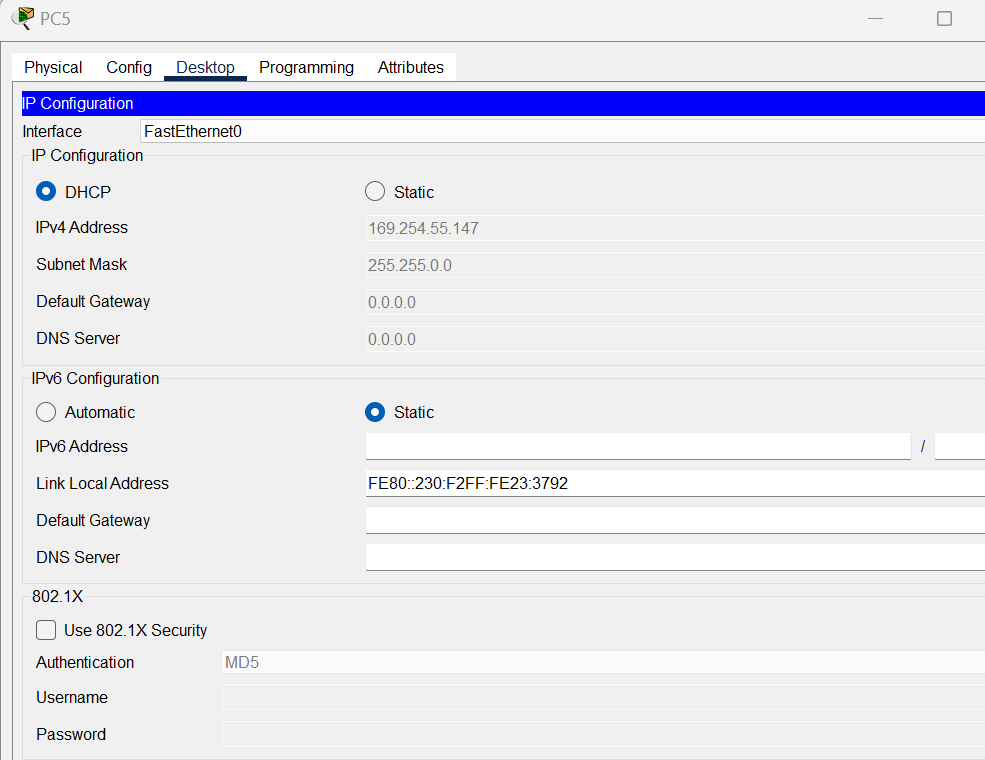 PC5
Physical Config Desktop Programming Attributes
IP Configuration
Interface FastEthernet0
IP Configuration
DHCP Static
IPv4 Address 169.254.55.147
Subnet Mask 255.255.0.0
Default Gateway 0.0.0.0
DNS Server 0.0.0.0
IPv6 Configuration
Automatic Static
IPv6 Address /
Link Local Address FE80::230:F2FF:FE23:3792
Default Gateway
DNS Server
802.1X
Use 802.1X Security
Authentication MD5
Username
Password